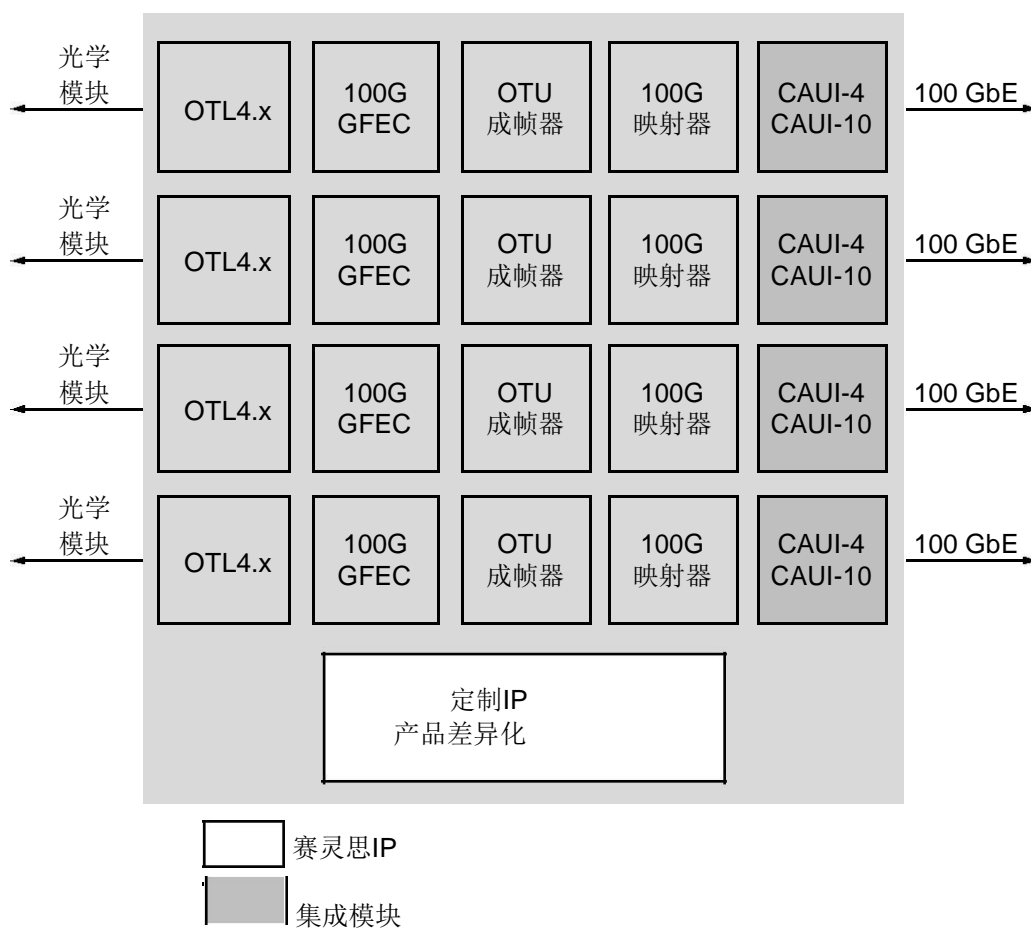 光学
模块
OTL4.x
100G
GFEC
OTU
成帧器
100G
映射器
CAUI-4
CAUI-10
100 GbE
光学
模块
OTL4.x
100G
GFEC
OTU
成帧器
100G
映射器
CAUI-4
CAUI-10
100 GbE
光学
模块
OTL4.x
100G
GFEC
OTU
成帧器
100G
映射器
CAUI-4
CAUI-10
100 GbE
光学
模块
OTL4.x
100G
GFEC
OTU
成帧器
100G
映射器
CAUI-4
CAUI-10
100 GbE
定制IP
产品差异化
赛灵思IP
集成模块